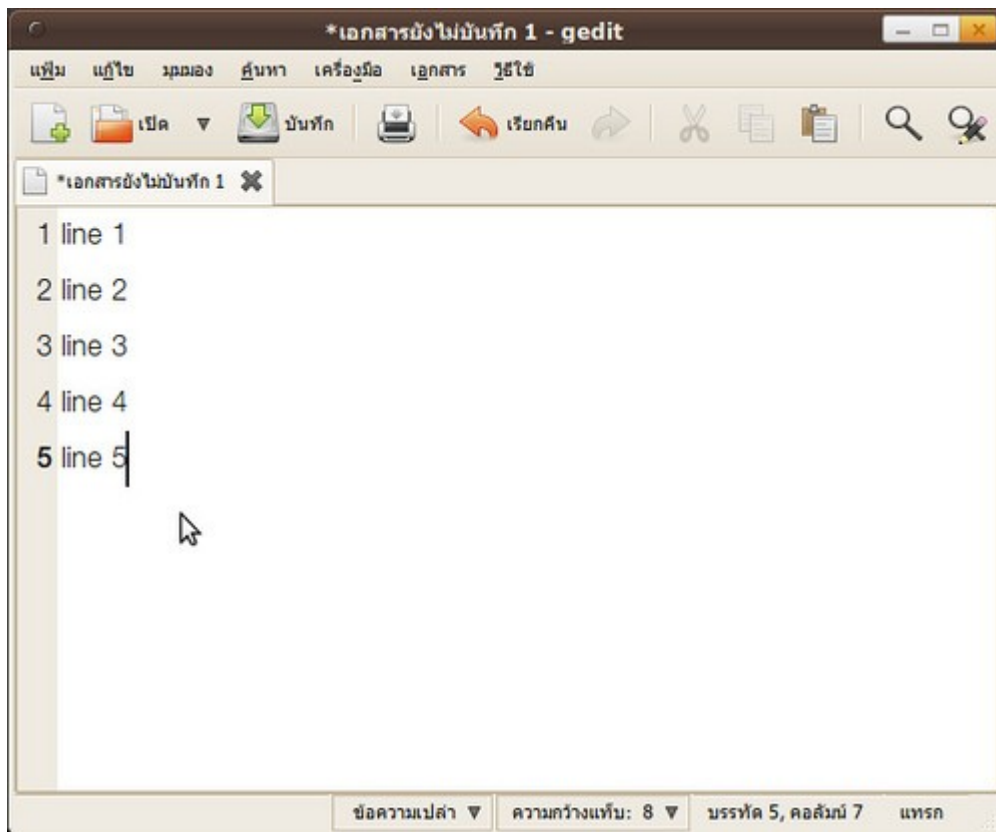 *เอกสารยังไม่บันทึก 1 - gedit
แฟ้ม แก้ไข มุมมอง ค้นหา เครื่องมือ เอกสาร วิธีใช้
เปิด บันทึก เรียกคืน
*เอกสารยังไม่บันทึก 1
1 line 1
2 line 2
3 line 3
4 line 4
5 line 5
ข้อความเปล่า ความกว้างแท็บ: 8 บรรทัด 5, คอลัมน์ 7 แทรก